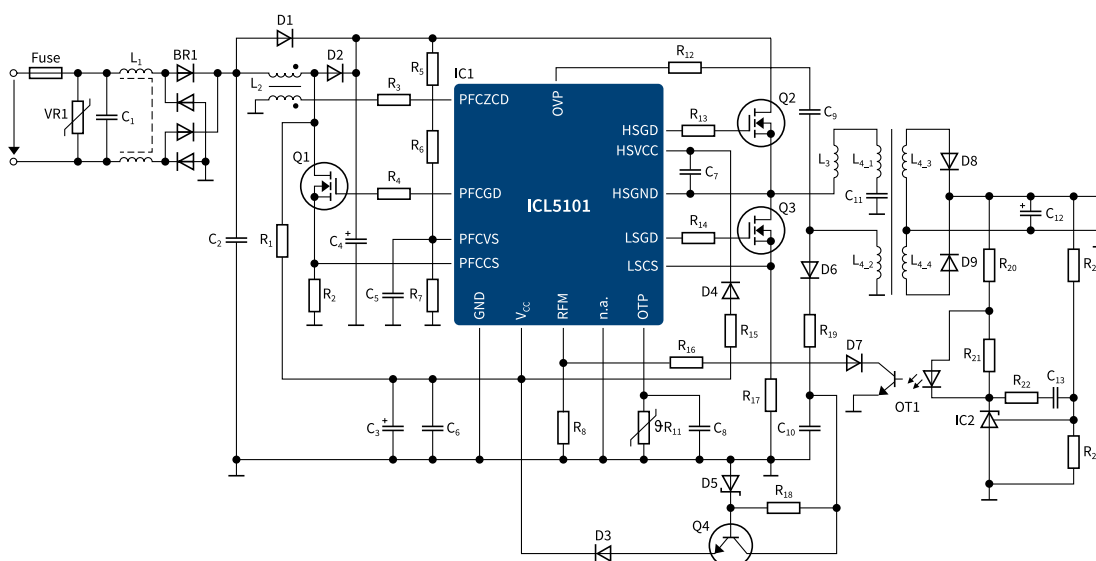 Fuse
L1
BR1
VR1
C1
D1
L2
D2
R3
R5
R6
Q1
R4
R1
C2
R2
C4
C5
R7
IC1
PFCZCD
PFCGD
PFCVS
PFCCS
GND
VCC
RFM
n.a.
OTP
OVP
HSGD
HSVCC
HSGND
LSGD
LSCS
ICL5101
R12
R13
Q2
C7
C9
R14
Q3
D4
R15
D6
R19
L3
L4_1
C11
L4_2
L4_3
L4_4
D8
D9
C12
R20
R2
R21
R22
C13
IC2
R2
OT1
D7
R16
R17
C10
C3
C6
R8
ϑR11
C8
D5
R18
Q4
D3